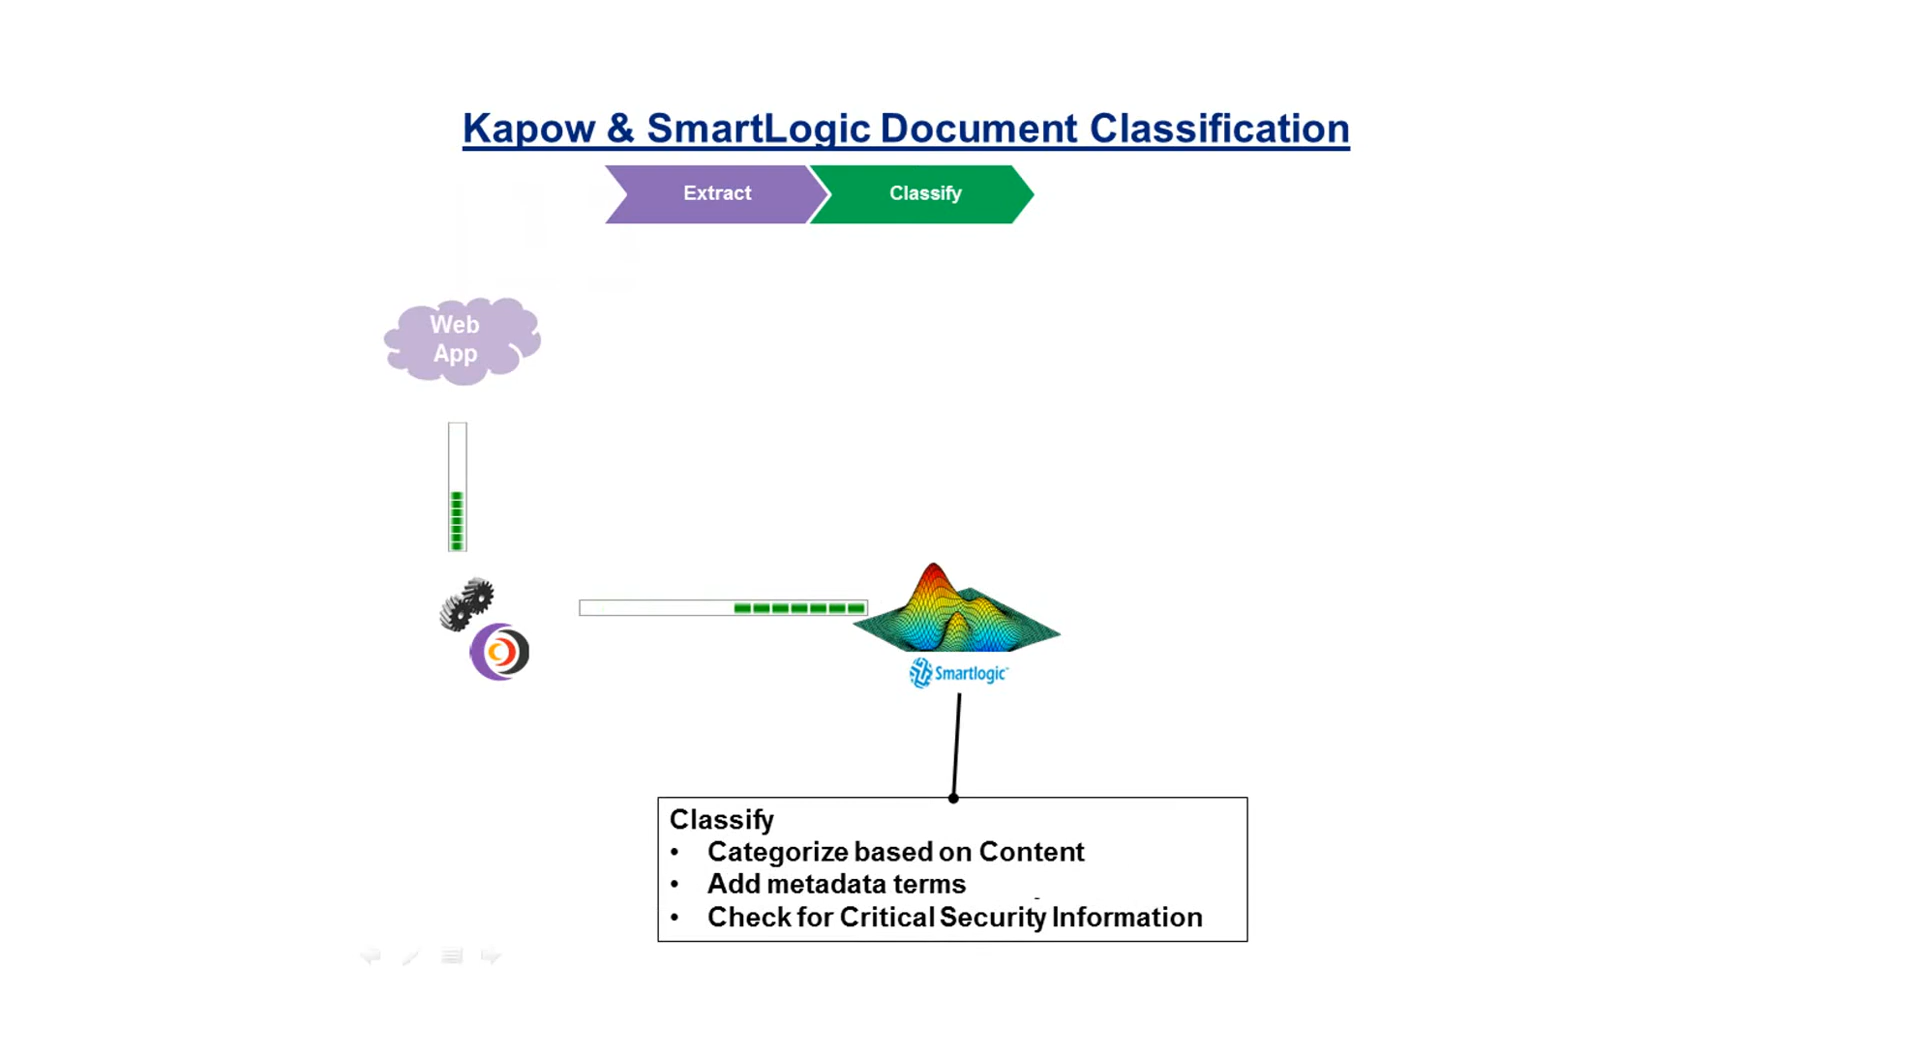 Kapow & SmartLogic Document Classification
Extract
Classify
Web
App
Smartlogic™
Classify
• Categorize based on Content
• Add metadata terms
• Check for Critical Security Information